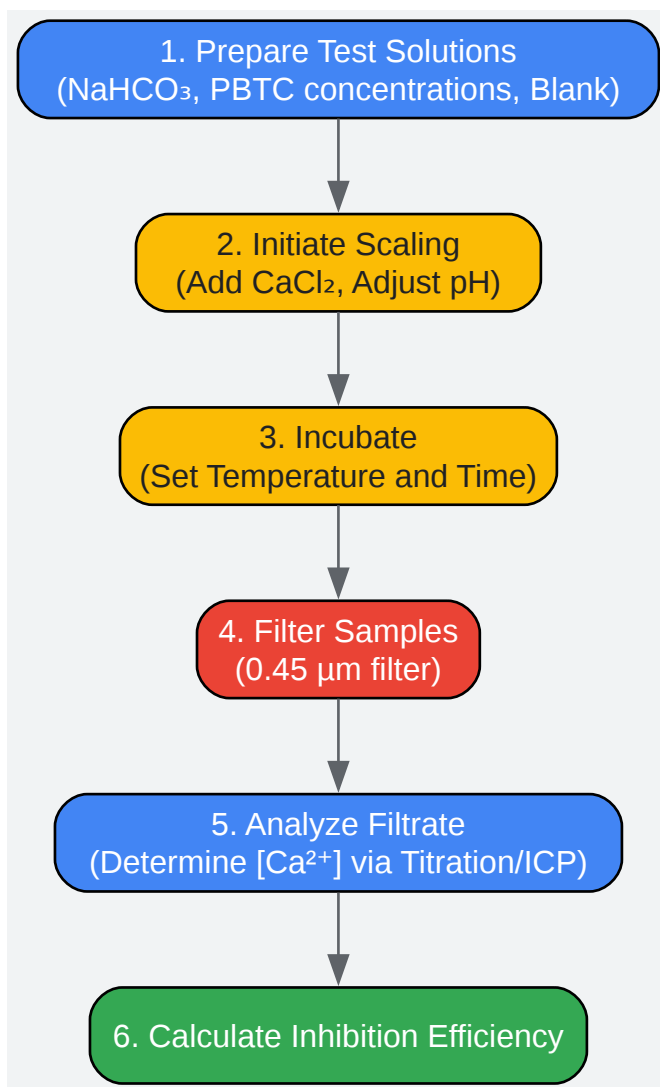 1. Prepare Test Solutions
(NaHCO₃, PBTC concentrations, Blank)
2. Initiate Scaling
(Add CaCl₂, Adjust pH)
3. Incubate
(Set Temperature and Time)
4. Filter Samples
(0.45 µm filter)
5. Analyze Filtrate
(Determine [Ca²⁺] via Titration/ICP)
6. Calculate Inhibition Efficiency